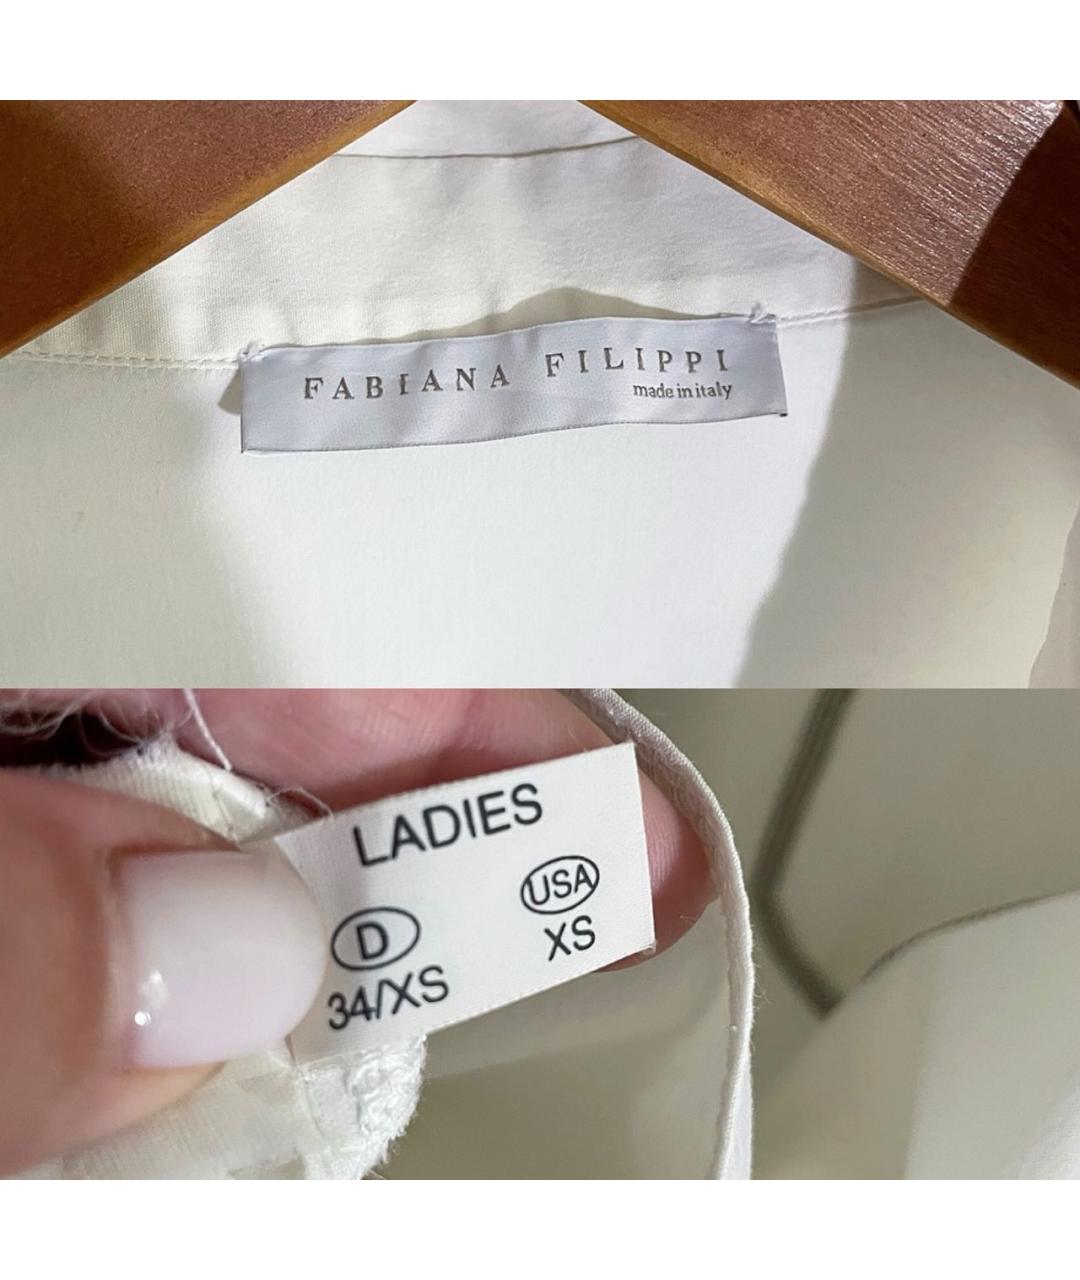 FABIANA FILIPPI
made in italy
LADIES
D USA
34/XS XS